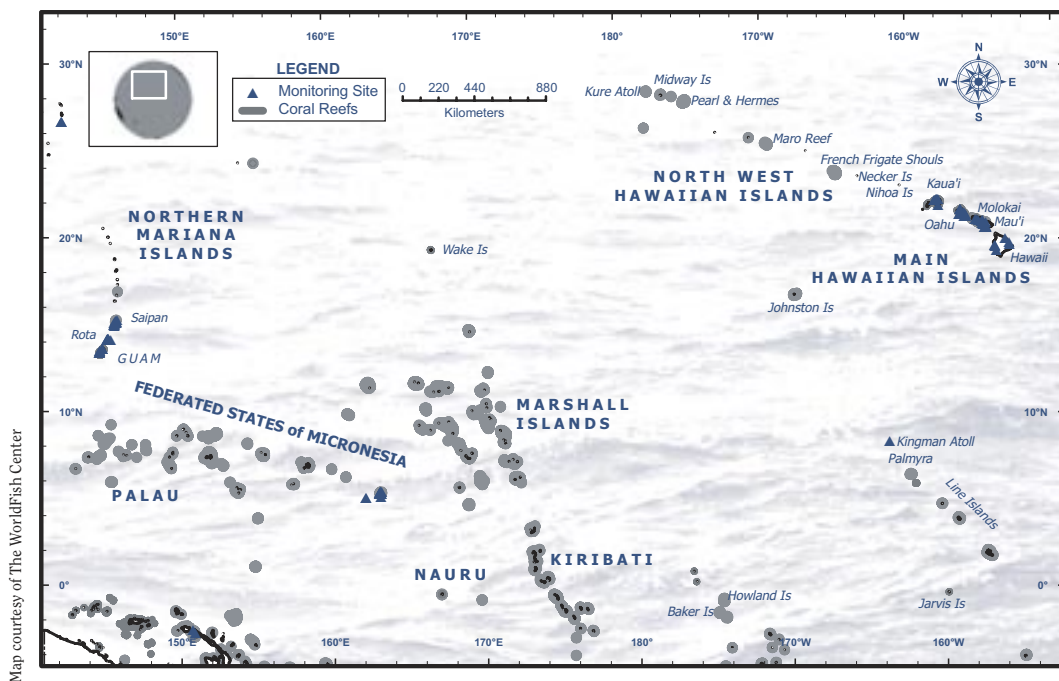 150°E 160°E 170°E 180° 170°W 160°W
30°N
LEGEND
Monitoring Site
Coral Reefs
0 220 440 880
Kilometers
N
W E
S
30°N
Midway Is
Kure Atoll
Pearl & Hermes
Maro Reef
French Frigate Shouls
NORTH WEST
HAWAIIAN ISLANDS
Necker Is
Nihoa Is
Kaua'i
Molokai
Oahu
Mau'i
NORTHERN
MARIANA
ISLANDS
20°N
20°N
Wake Is
Hawaii
MAIN
HAWAIIAN ISLANDS
Johnston Is
Saipan
Rota
GUAM
FEDERATED STATES of MICRONESIA
MARSHALL
ISLANDS
10°N
10°N
Kingman Atoll
Palmyra
PALAU
Line Islands
KIRIBATI
NAURU
0°
0°
Howland Is
Baker Is
Jarvis Is
150°E 160°E 170°E 180° 170°W 160°W
Map courtesy of The WorldFish Center